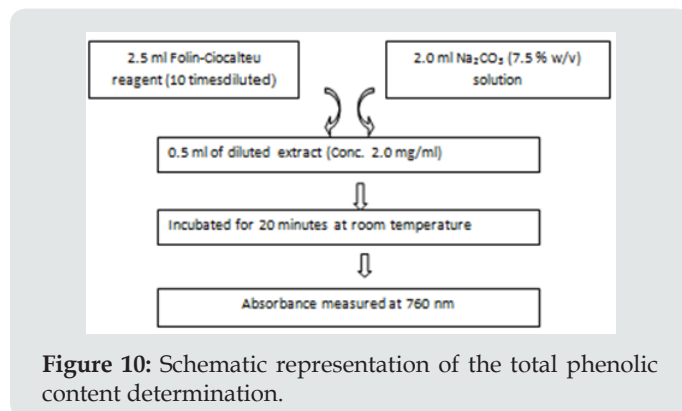 2.5 ml Folin-Ciocalteu
reagent (10 timesdiluted)
2.0 ml Na₂CO₃ (7.5 % w/v)
solution
0.5 ml of diluted extract (Conc. 2.0 mg/ml)
Incubated for 20 minutes at room temperature
Absorbance measured at 760 nm
Figure 10: Schematic representation of the total phenolic
content determination.